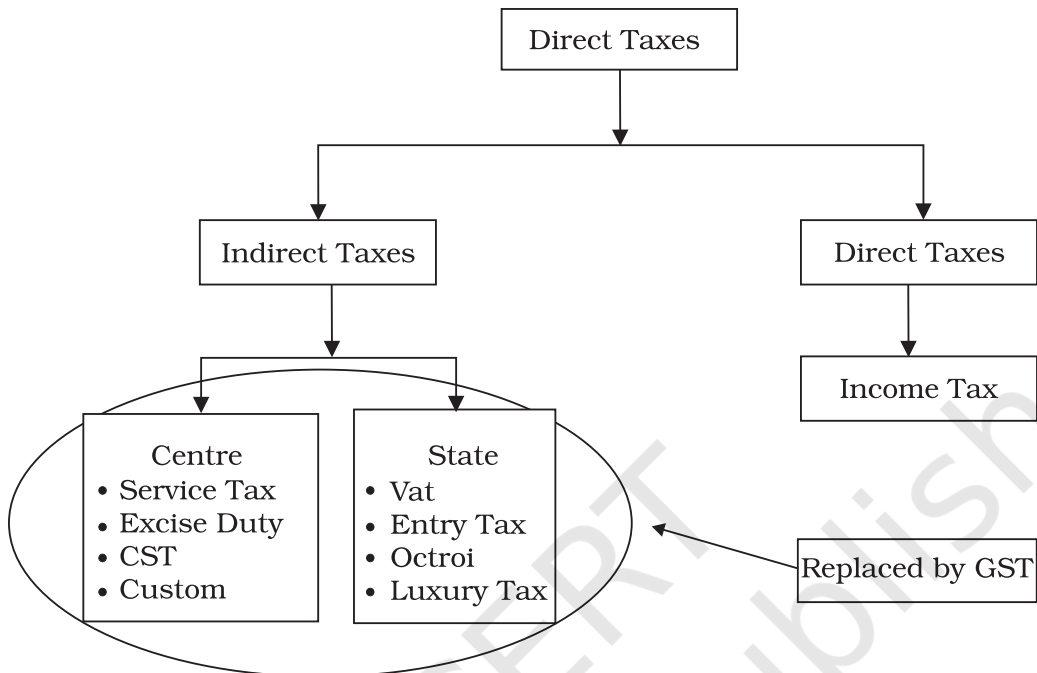 Direct Taxes
Indirect Taxes
Direct Taxes
Income Tax
Centre
• Service Tax
• Excise Duty
• CST
• Custom
State
• Vat
• Entry Tax
• Octroi
• Luxury Tax
Replaced by GST